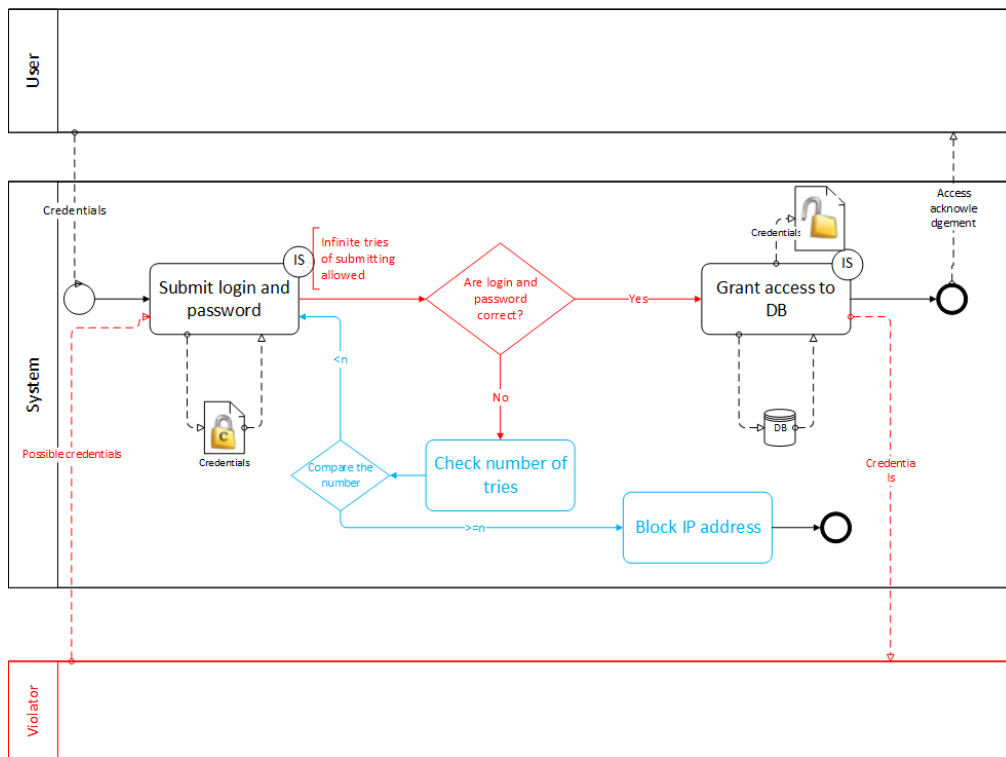 User
Credentials
System
Access
acknowle
dgement
Credentials
IS
Infinite tries
of submitting
allowed
IS
Submit login and
password
Are login and
password
correct?
Yes
Grant access to
DB
<n
No
C
Credentials
DB
Possible credentials
Compare the
number
Check number of
tries
Credentia
ls
>=n
Block IP address
Violator